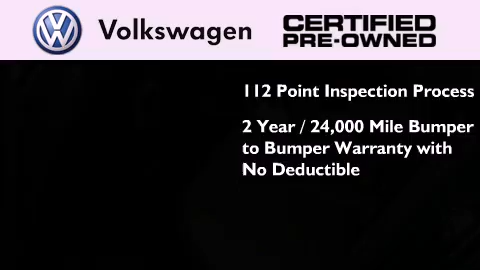 Volkswagen
CERTIFIED
PRE-OWNED
112 Point Inspection Process
2 Year / 24,000 Mile Bumper
to Bumper Warranty with
No Deductible